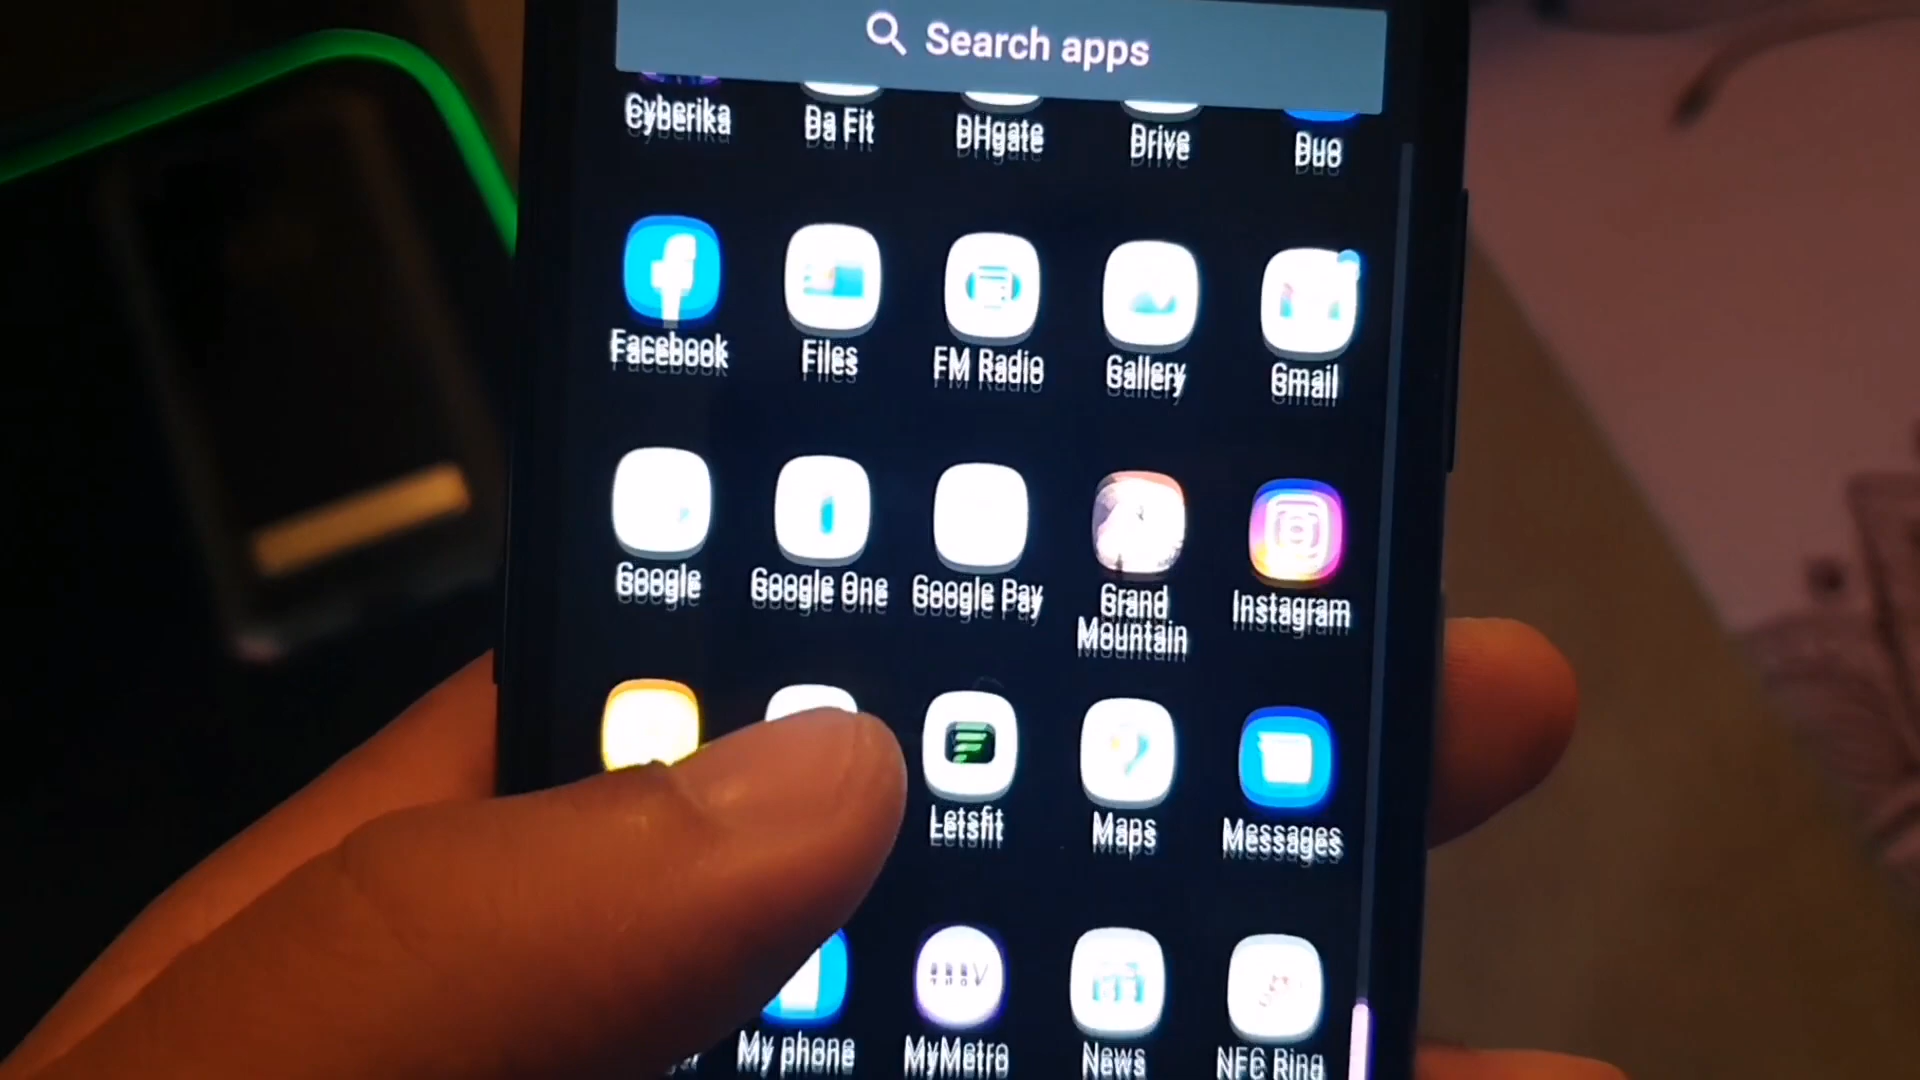 Search apps
Cyberika
Da Fit
DHgate
Drive
Duo
Facebook
Files
FM Radio
Gallery
Gmail
Google
Google One
Google Pay
Grand
Mountain
Instagram
Letsfit
Maps
Messages
My phone
MyMetro
News
NFC Ring